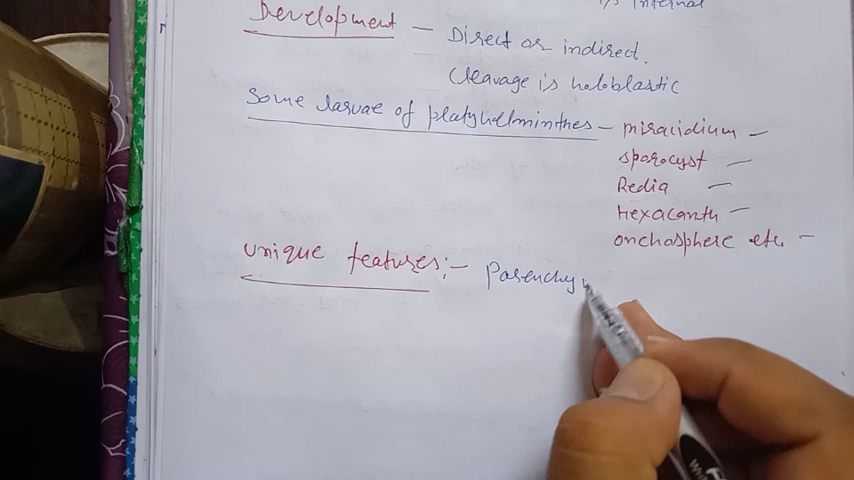 Internal
Development — Direct or indirect.
Cleavage is holoblastic
Some larvae of platyhelminthes – miracidium –
sporocyst –
Redia –
Hexacanth –
onchosphere etc. –
Unique features:– Parenchy